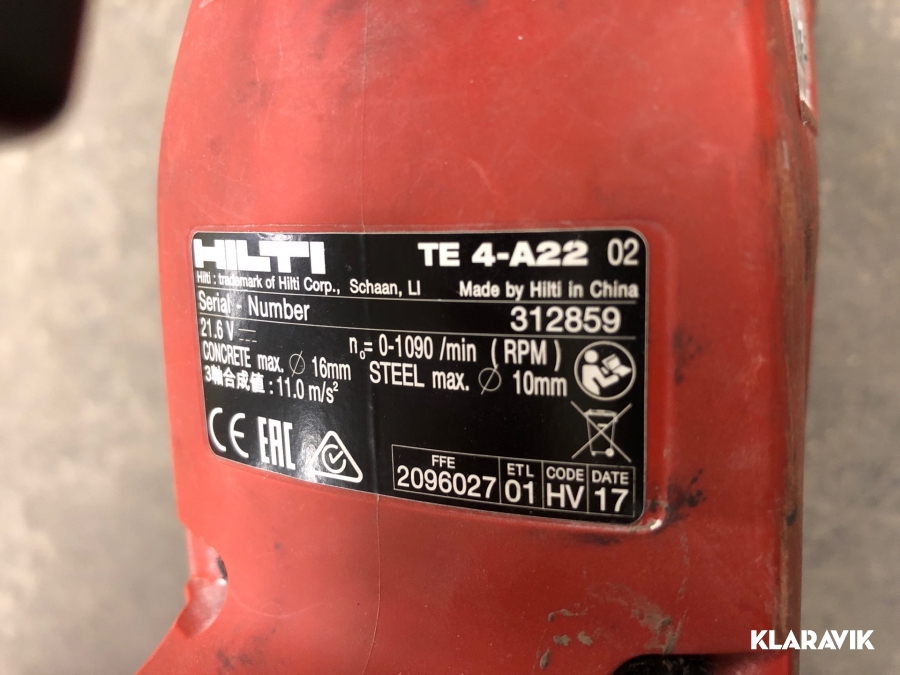 HILTI TE 4-A22 02
Hilti : trademark of Hilti Corp., Schaan, LI Made by Hilti in China
Serial - Number 312859
21.6 V n₀= 0-1090 /min (RPM)
CONCRETE max. ∅ 16mm STEEL max. ∅ 10mm
3軸合成値 : 11.0 m/s²
CE EAC
FFE ETL CODE DATE
2096027 01 HV 17
KLARAVIK